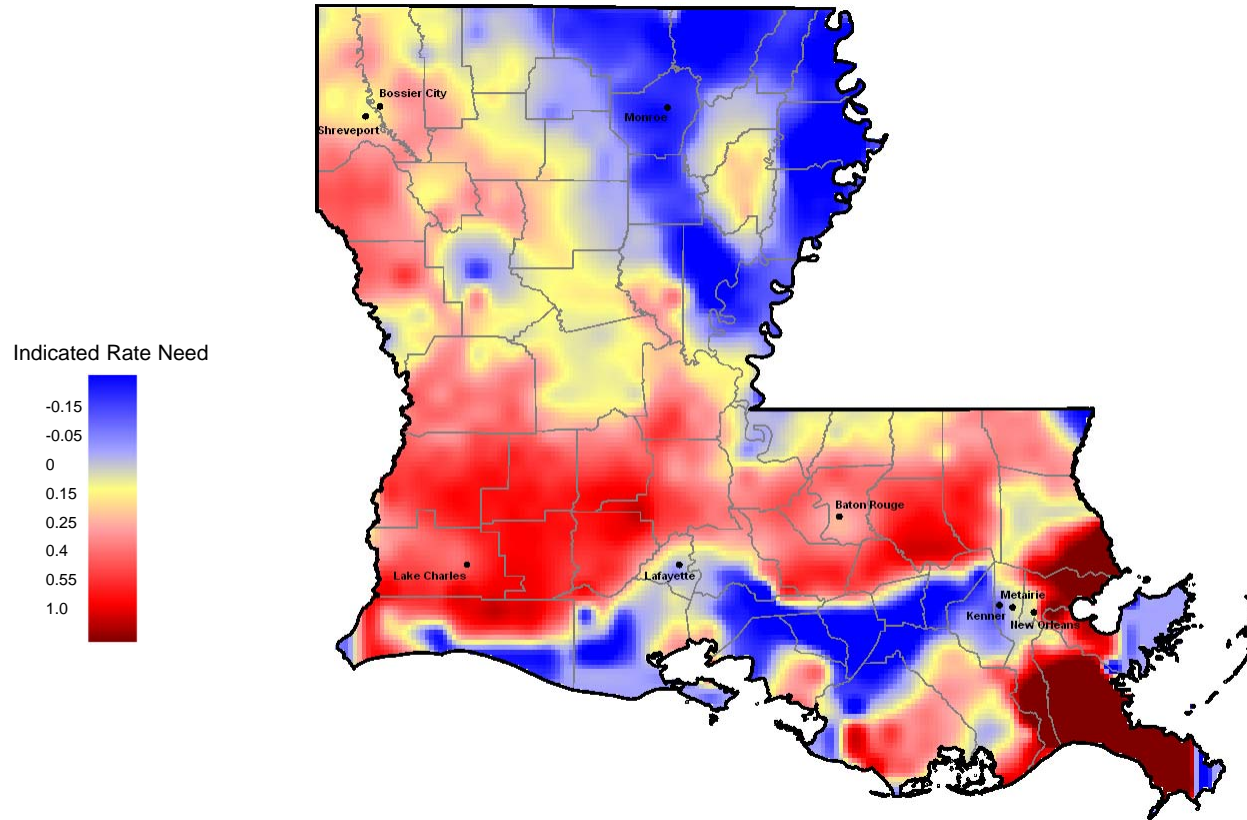 Bossier City
Shreveport
Monroe
Indicated Rate Need
-0.15
-0.05
0
0.15
0.25
0.4
0.55
1.0
Baton Rouge
Lake Charles
Lafayette
Metairie
Kenner
New Orleans